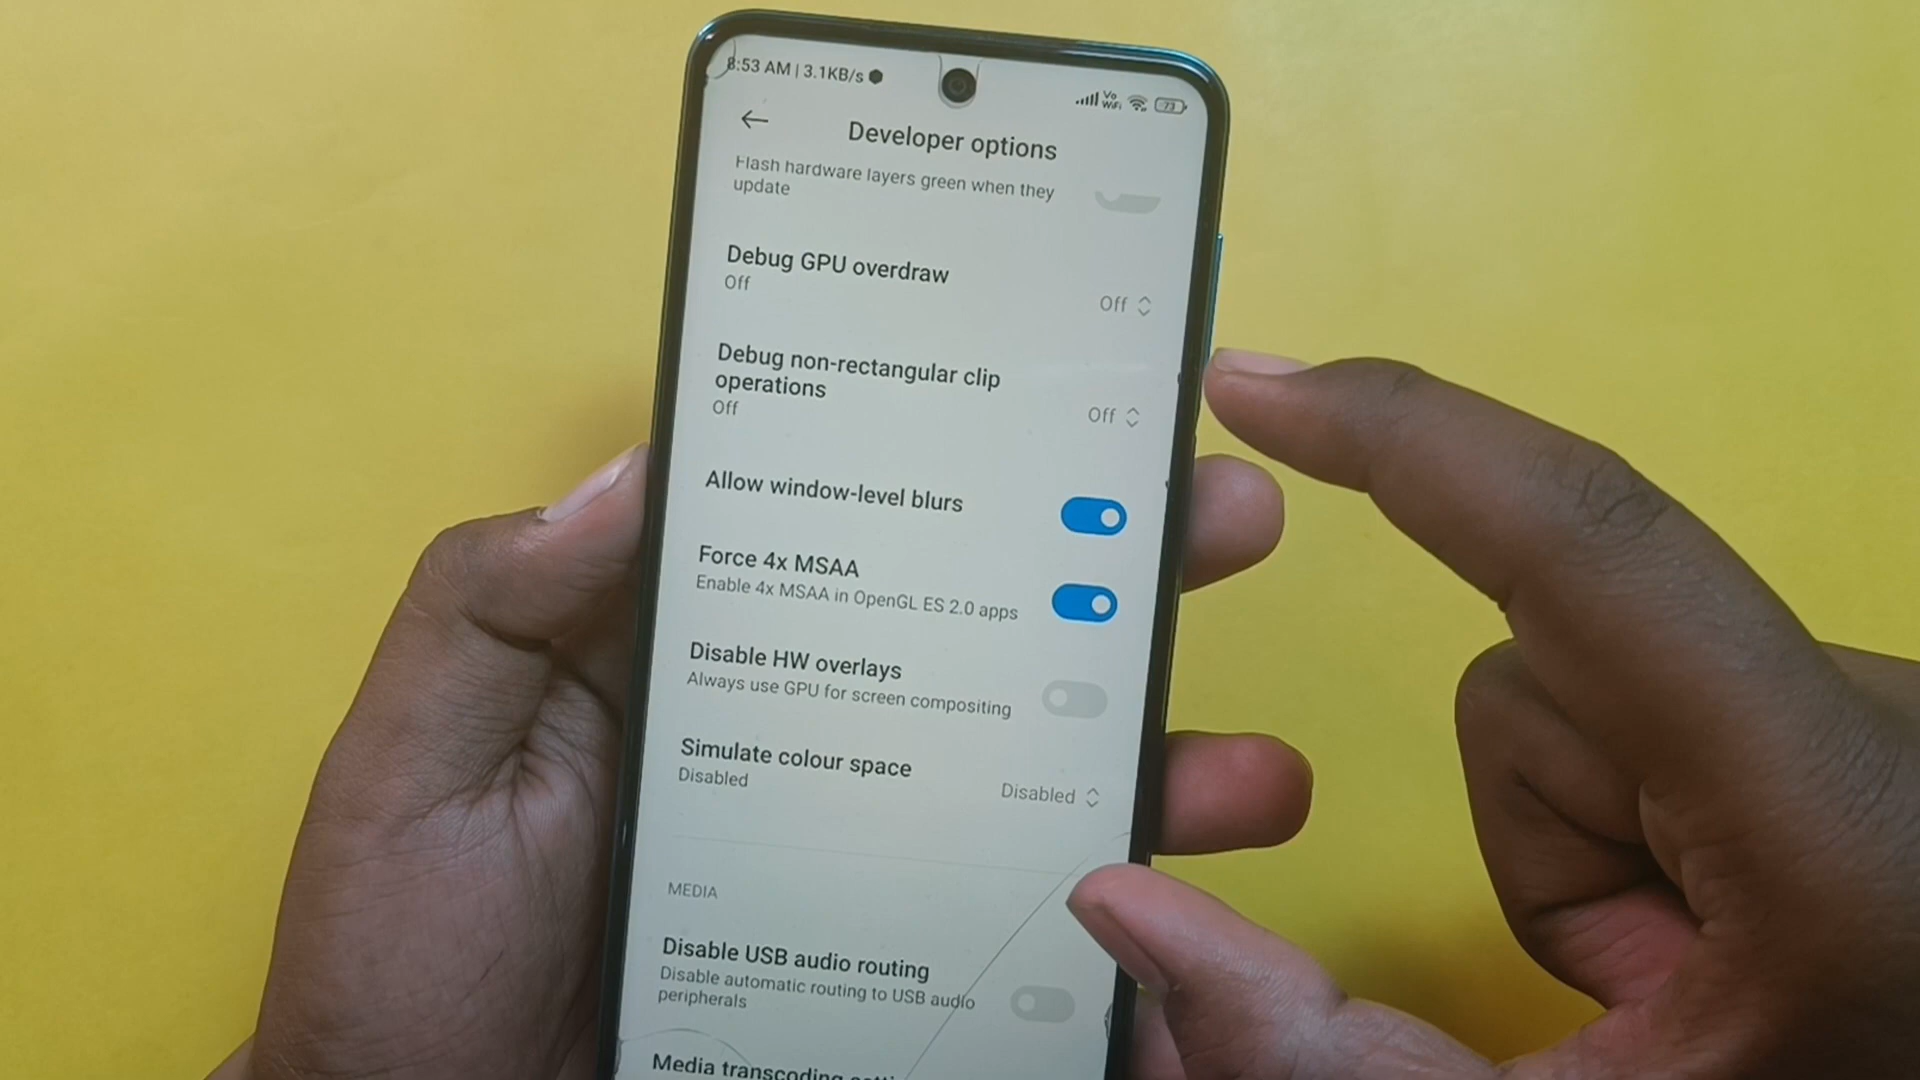 8:53 AM | 3.1KB/s
Vo
WiFi
73
Developer options
Flash hardware layers green when they
update
Debug GPU overdraw
Off
Off
Debug non-rectangular clip
operations
Off
Off
Allow window-level blurs
Force 4x MSAA
Enable 4x MSAA in OpenGL ES 2.0 apps
Disable HW overlays
Always use GPU for screen compositing
Simulate colour space
Disabled
Disabled
MEDIA
Disable USB audio routing
Disable automatic routing to USB audio
peripherals
Media transcoding